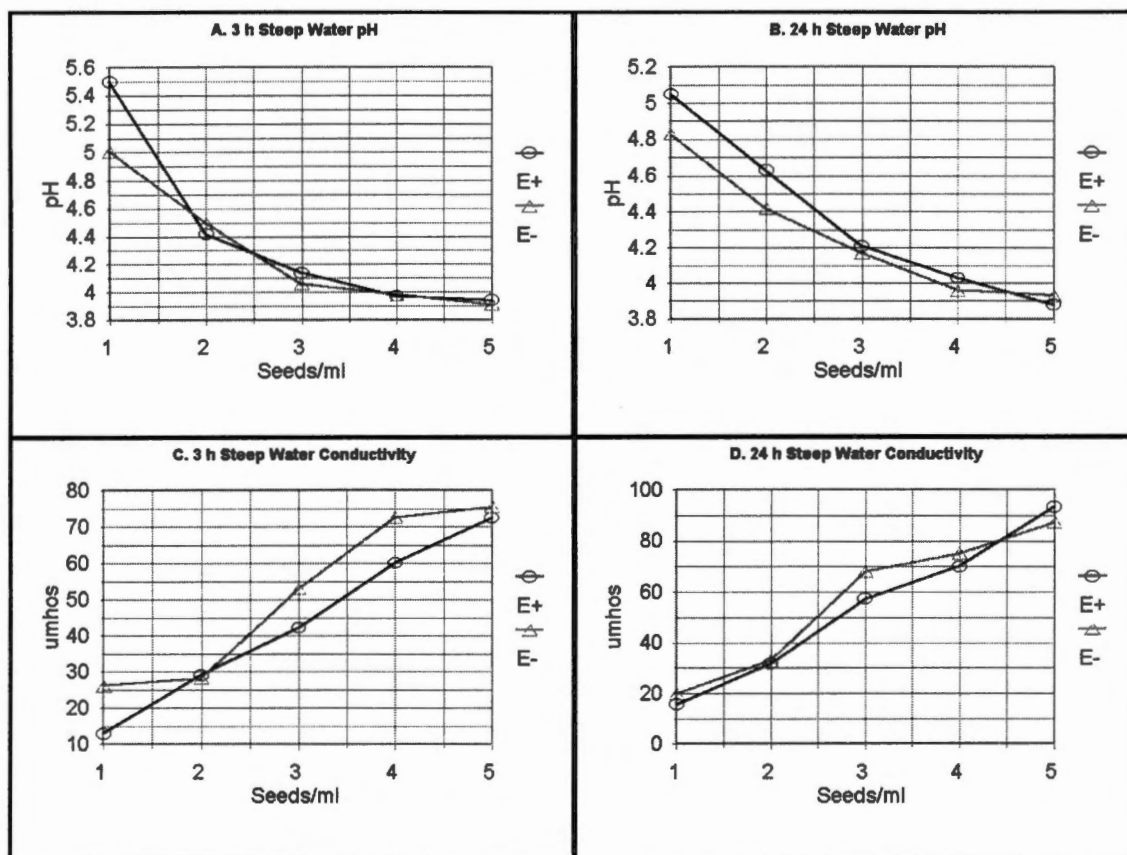 A. 3 h Steep Water pH
5.6
5.4
5.2
5
4.8
4.6
4.4
4.2
4
3.8
pH
1 2 3 4 5
Seeds/ml
E+
E-
B. 24 h Steep Water pH
5.2
5
4.8
4.6
4.4
4.2
4
3.8
pH
1 2 3 4 5
Seeds/ml
E+
E-
C. 3 h Steep Water Conductivity
80
70
60
50
40
30
20
10
umhos
1 2 3 4 5
Seeds/ml
E+
E-
D. 24 h Steep Water Conductivity
100
80
60
40
20
0
umhos
1 2 3 4 5
Seeds/ml
E+
E-